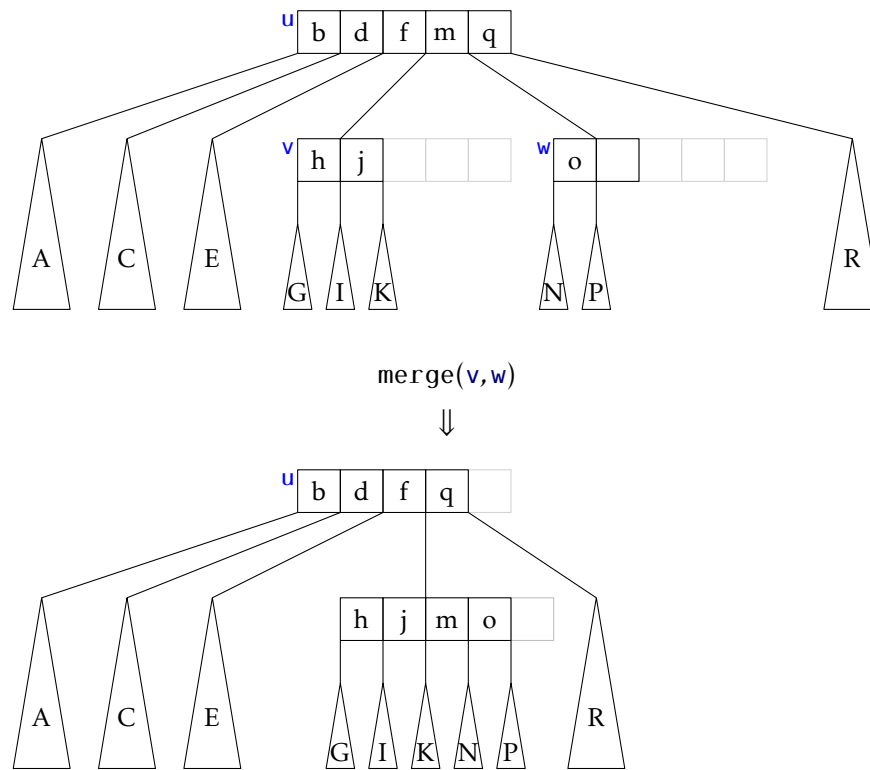 u b d f m q
v h j w o
A C E R
G I K N P
merge(v,w)
⇓
u b d f q
h j m o
A C E R
G I K N P